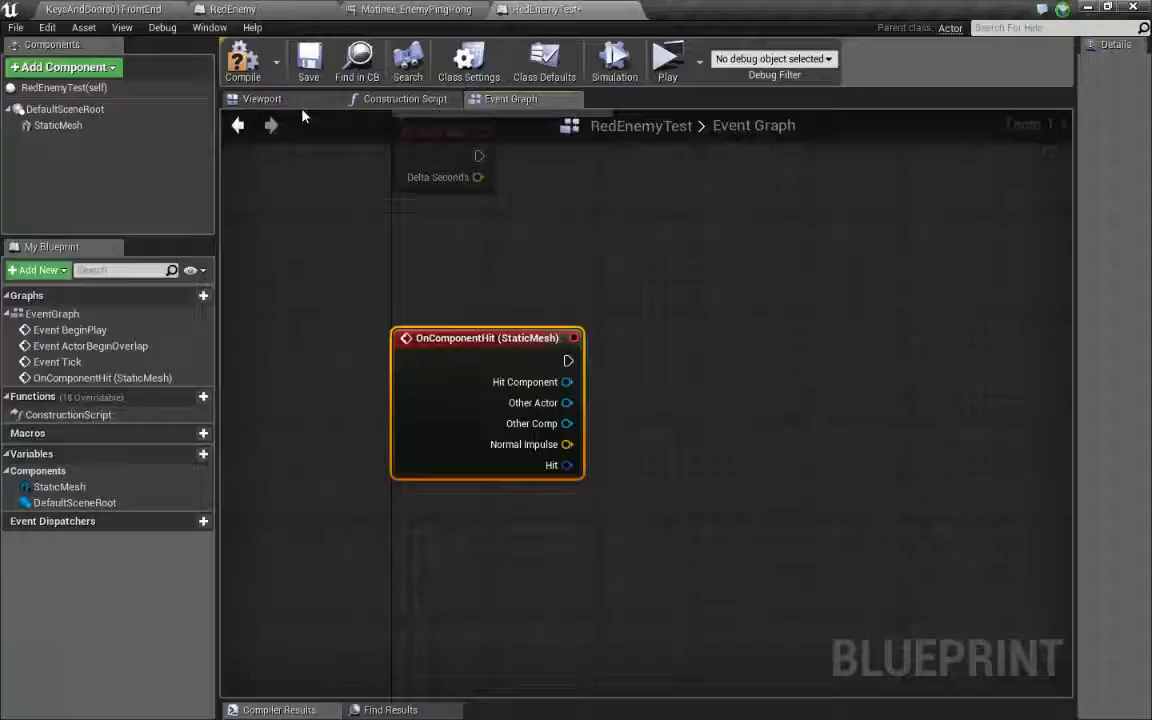 KeysAndDoors01FrontEnd
RedEnemy
Matinee_EnemyPingPong
RedEnemyTest*
File Edit Asset View Debug Window Help
Parent class: Actor
Search For Help
Components
Details
+ Add Component
Compile
Save
Find in CB
Search
Class Settings
Class Defaults
Simulation
Play
No debug object selected
Debug Filter
RedEnemyTest(self)
DefaultSceneRoot
StaticMesh
Viewport
Construction Script
Event Graph
RedEnemyTest > Event Graph
Delta Seconds
My Blueprint
+ Add New
Search
Graphs
EventGraph
Event BeginPlay
Event ActorBeginOverlap
Event Tick
OnComponentHit (StaticMesh)
Functions (18 Overridable)
ConstructionScript
Macros
Variables
Components
StaticMesh
DefaultSceneRoot
Event Dispatchers
OnComponentHit (StaticMesh)
Hit Component
Other Actor
Other Comp
Normal Impulse
Hit
BLUEPRINT
Compiler Results
Find Results